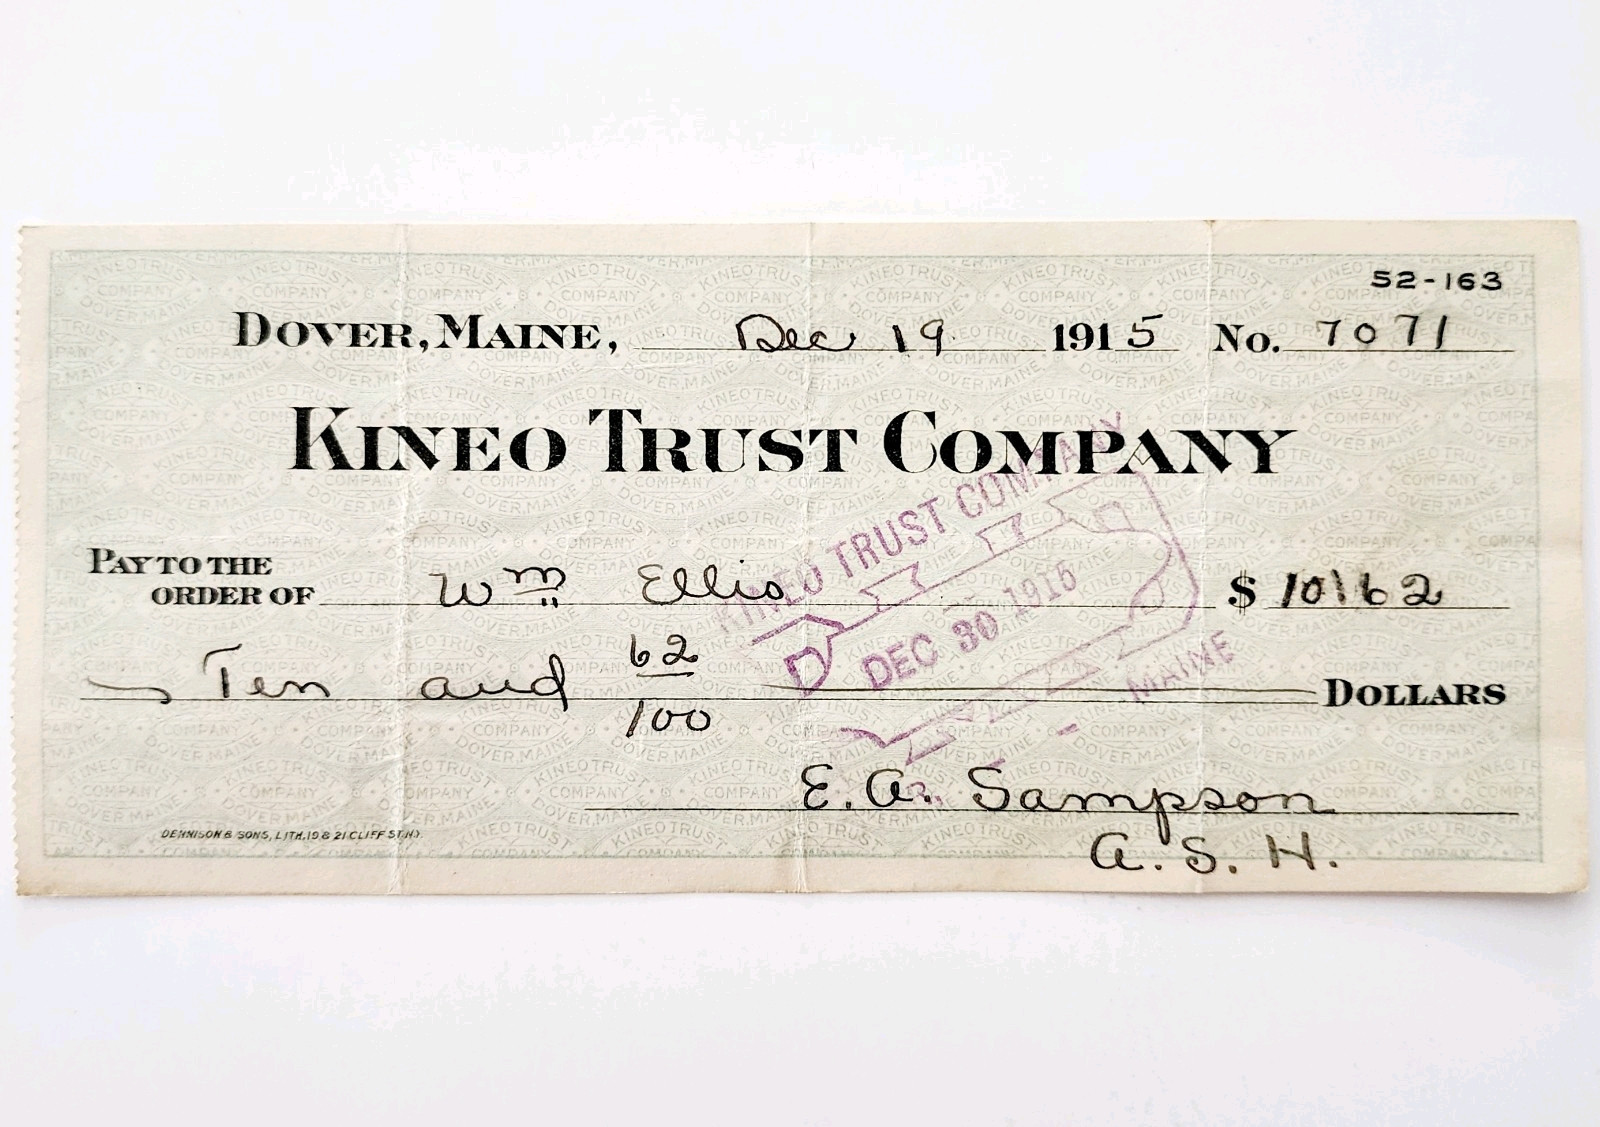 52-163
DOVER, MAINE, Dec 19 1915 No. 7071
KINEO TRUST COMPANY
KINEO TRUST COMPANY
PAY TO THE
ORDER OF Wm Ellis $ 10\62
DEC 30 1915
Ten and 62/100 DOLLARS
MAINE
E. A. Sampson
A. S. H.
DENNISON & SONS, LITH. 19 & 21 CLIFF ST. N.Y.